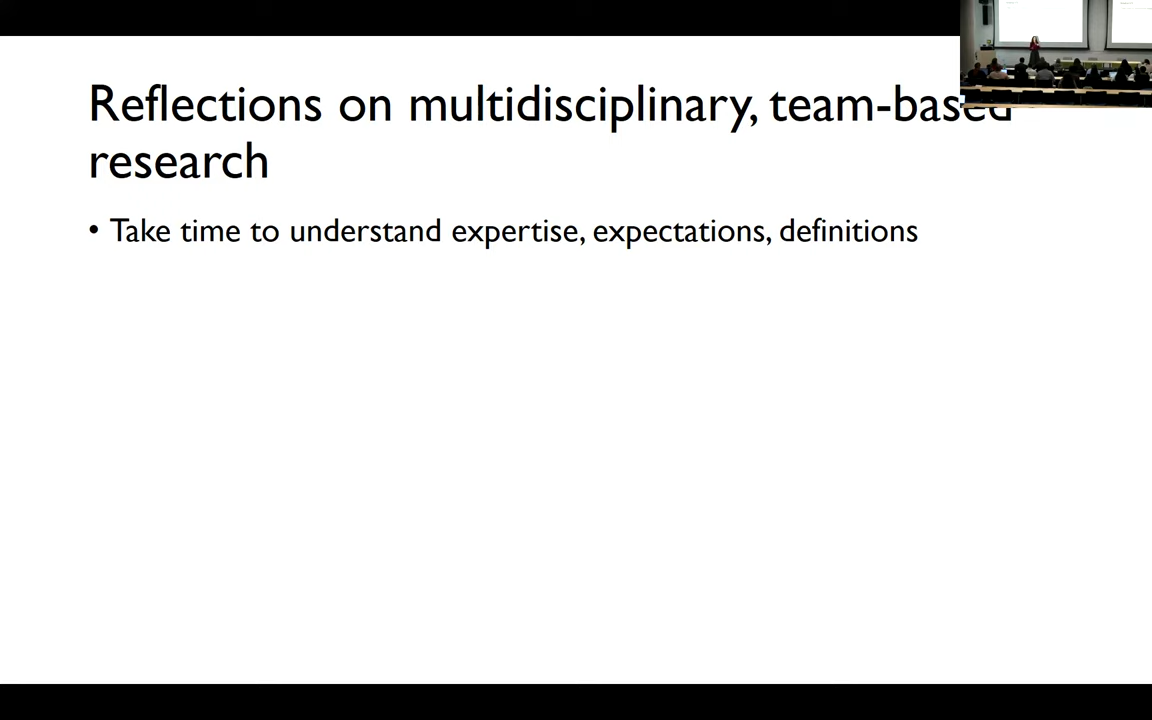 Reflections on multidisciplinary, team-based
research
• Take time to understand expertise, expectations, definitions